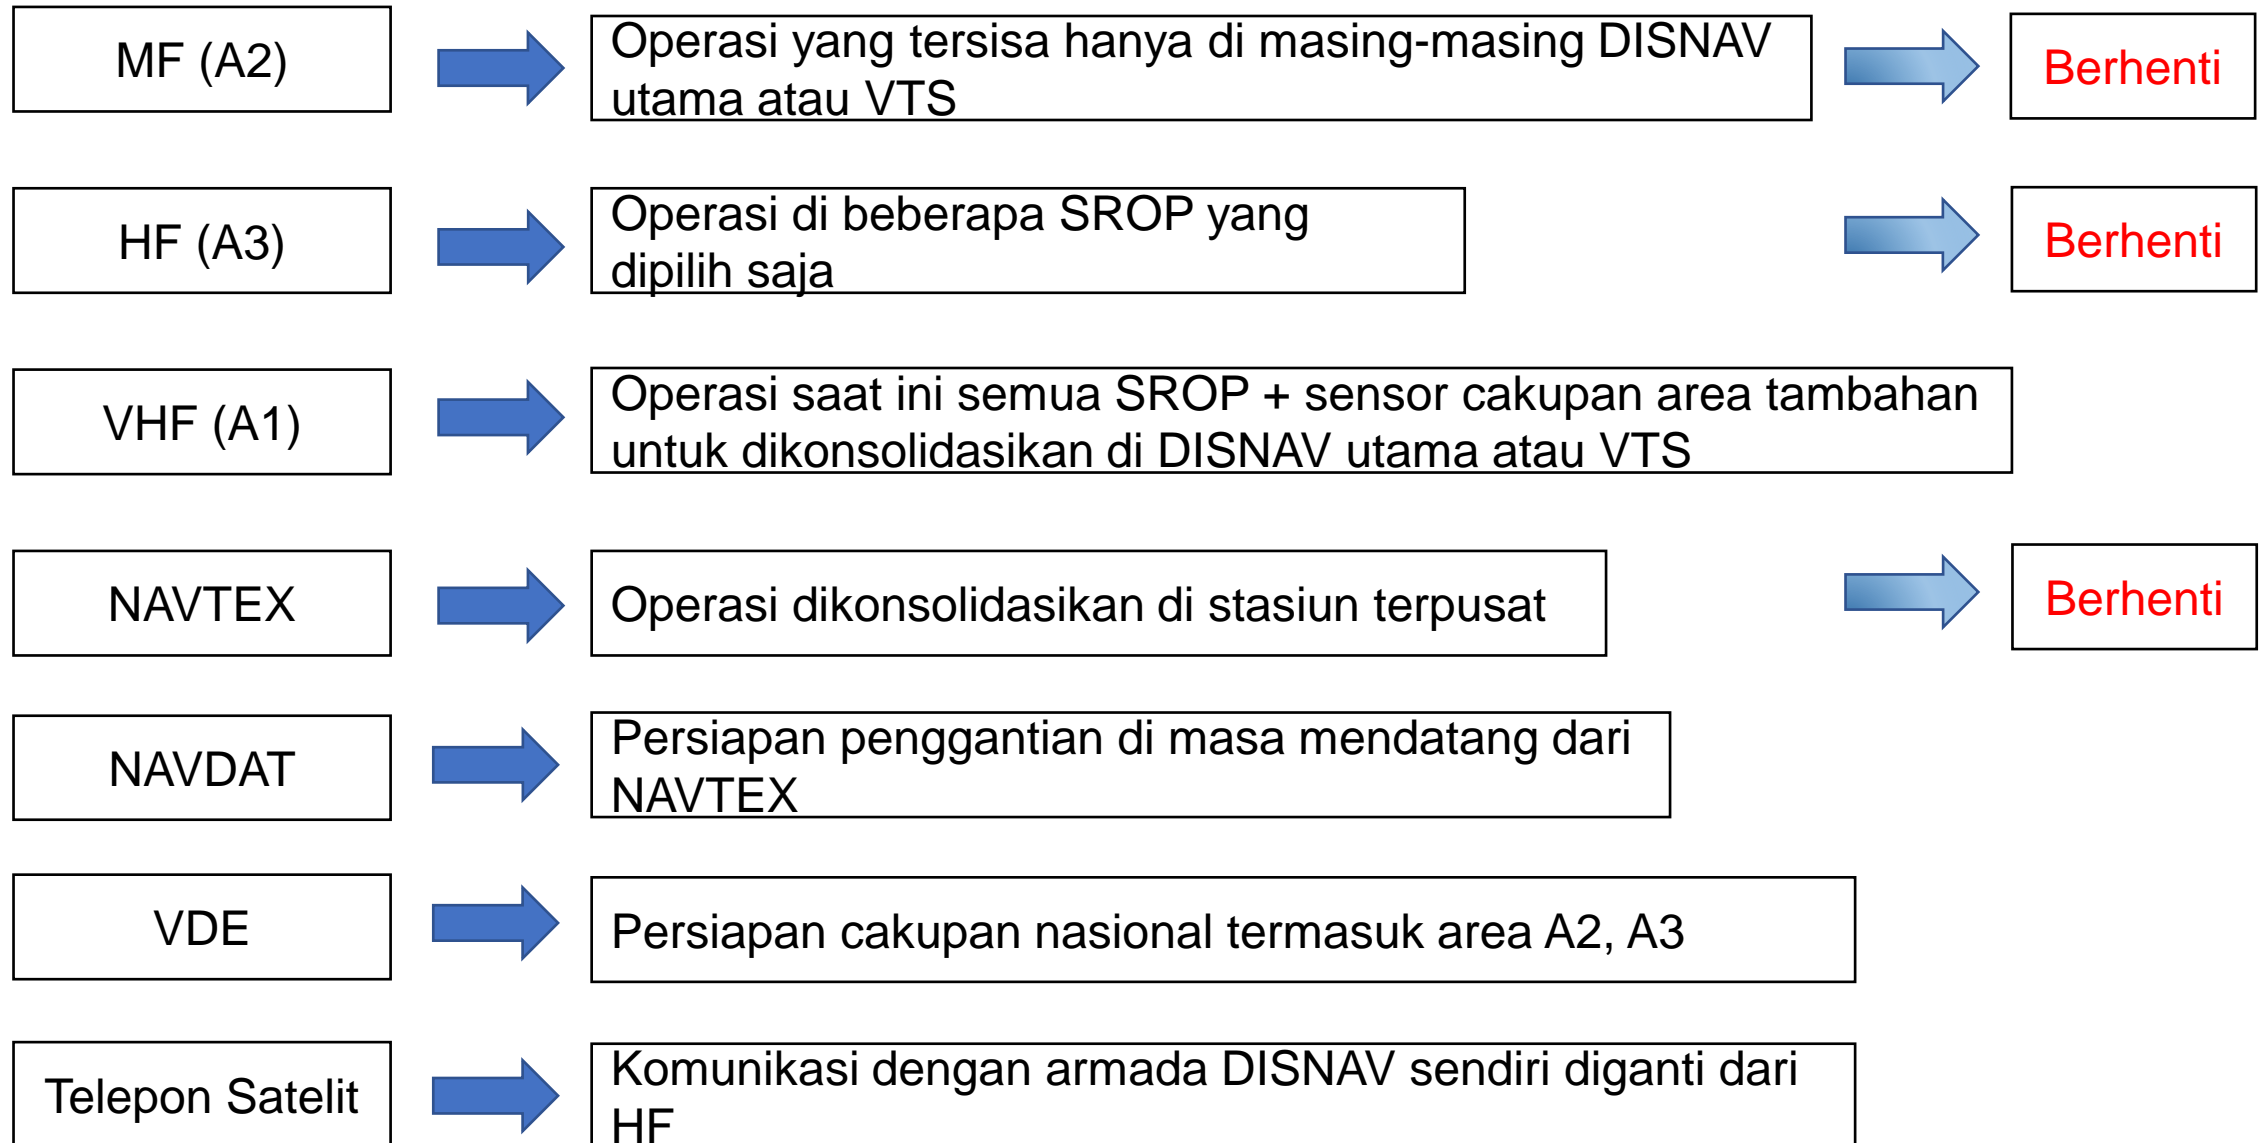 MF (A2)
Operasi yang tersisa hanya di masing-masing DISNAV
utama atau VTS
Berhenti
HF (A3)
Operasi di beberapa SROP yang
dipilih saja
Berhenti
VHF (A1)
Operasi saat ini semua SROP + sensor cakupan area tambahan
untuk dikonsolidasikan di DISNAV utama atau VTS
NAVTEX
Operasi dikonsolidasikan di stasiun terpusat
Berhenti
NAVDAT
Persiapan penggantian di masa mendatang dari
NAVTEX
VDE
Persiapan cakupan nasional termasuk area A2, A3
Telepon Satelit
Komunikasi dengan armada DISNAV sendiri diganti dari
HF